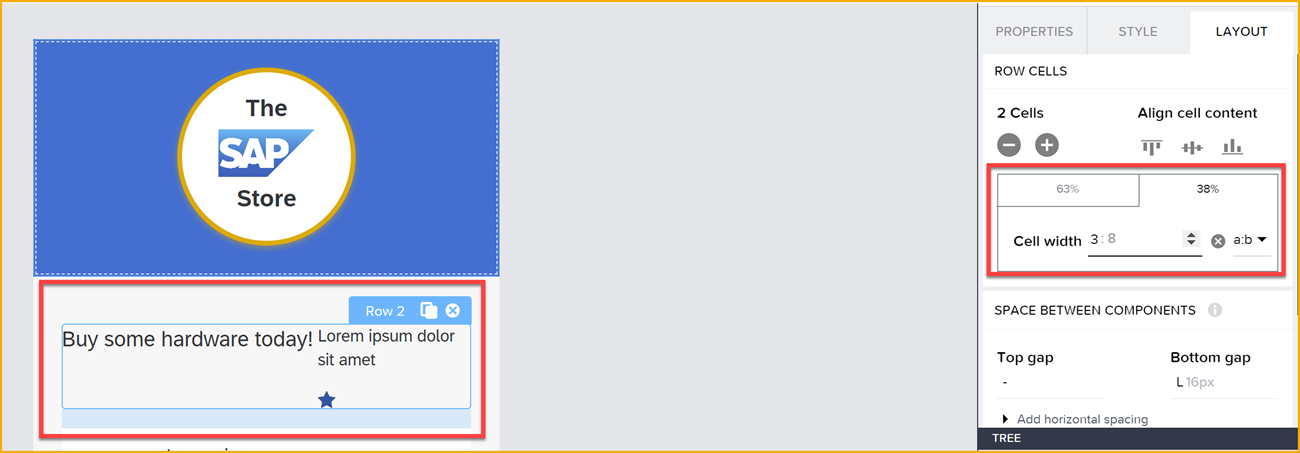 The
SAP
Store
Row 2
Buy some hardware today!
Lorem ipsum dolor
sit amet
PROPERTIES
STYLE
LAYOUT
ROW CELLS
2 Cells
Align cell content
63%
38%
Cell width 3 : 8 a:b
SPACE BETWEEN COMPONENTS
Top gap
Bottom gap
-
L 16px
Add horizontal spacing
TREE